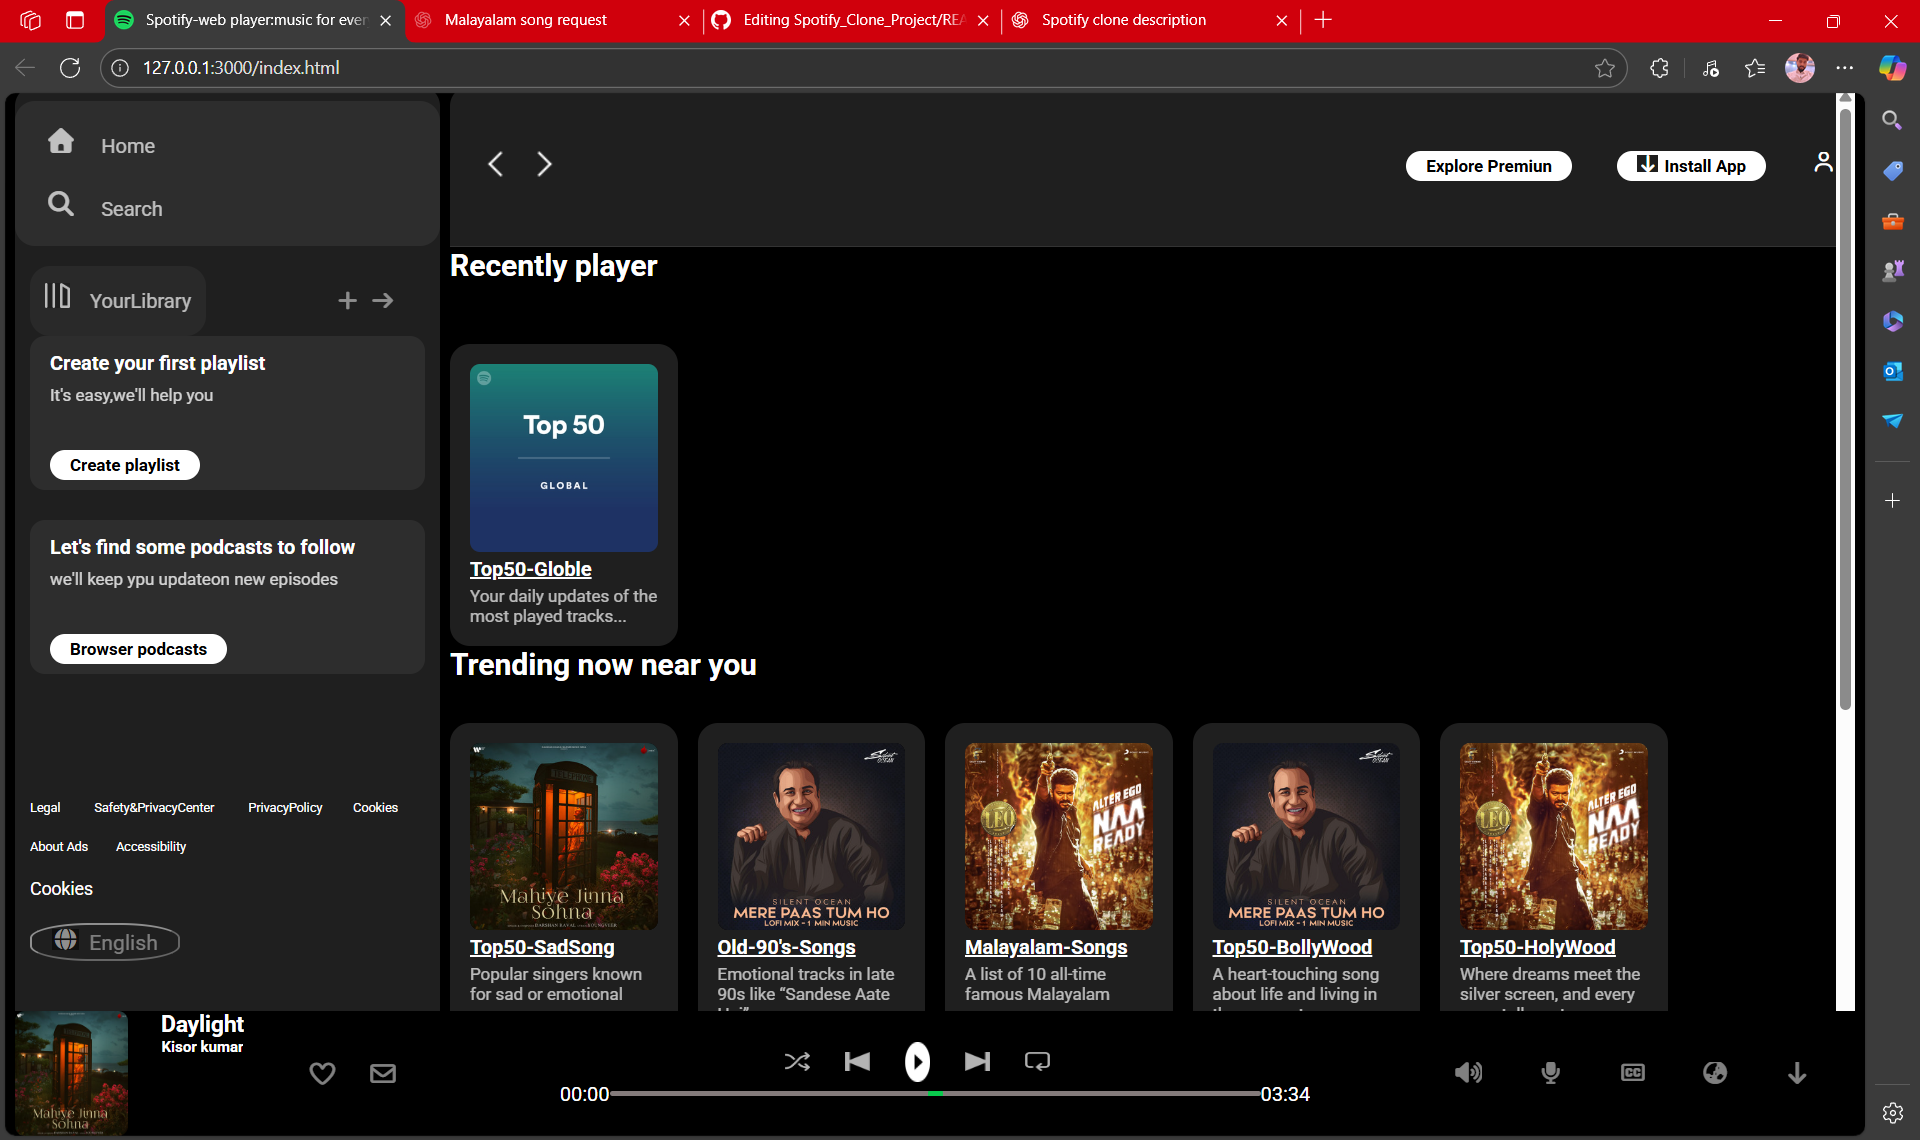 Spotify-web player:music for ever
Malayalam song request
Editing Spotify_Clone_Project/REA
Spotify clone description
127.0.0.1:3000/index.html
Home
Search
YourLibrary
Create your first playlist
It's easy,we'll help you
Create playlist
Let's find some podcasts to follow
we'll keep ypu updateon new episodes
Browser podcasts
Legal Safety&PrivacyCenter PrivacyPolicy Cookies
About Ads Accessibility
Cookies
English
Explore Premiun
Install App
Recently player
Top 50
GLOBAL
Top50-Globle
Your daily updates of the
most played tracks...
Trending now near you
Mahiye Jinna
Sohna
DARSHAN RAVAL
Top50-SadSong
Popular singers known
for sad or emotional
Silent
OCEAN
SILENT OCEAN
MERE PAAS TUM HO
LOFI MIX - 1 MIN MUSIC
Old-90's-Songs
Emotional tracks in late
90s like “Sandese Aate
LEO
ALTER EGO
NAA
READY
Malayalam-Songs
A list of 10 all-time
famous Malayalam
Silent
OCEAN
SILENT OCEAN
MERE PAAS TUM HO
LOFI MIX - 1 MIN MUSIC
Top50-BollyWood
A heart-touching song
about life and living in
LEO
ALTER EGO
NAA
READY
Top50-HolyWood
Where dreams meet the
silver screen, and every
Mahiye Jinna
Sohna
Daylight
Kisor kumar
00:00
03:34
CC